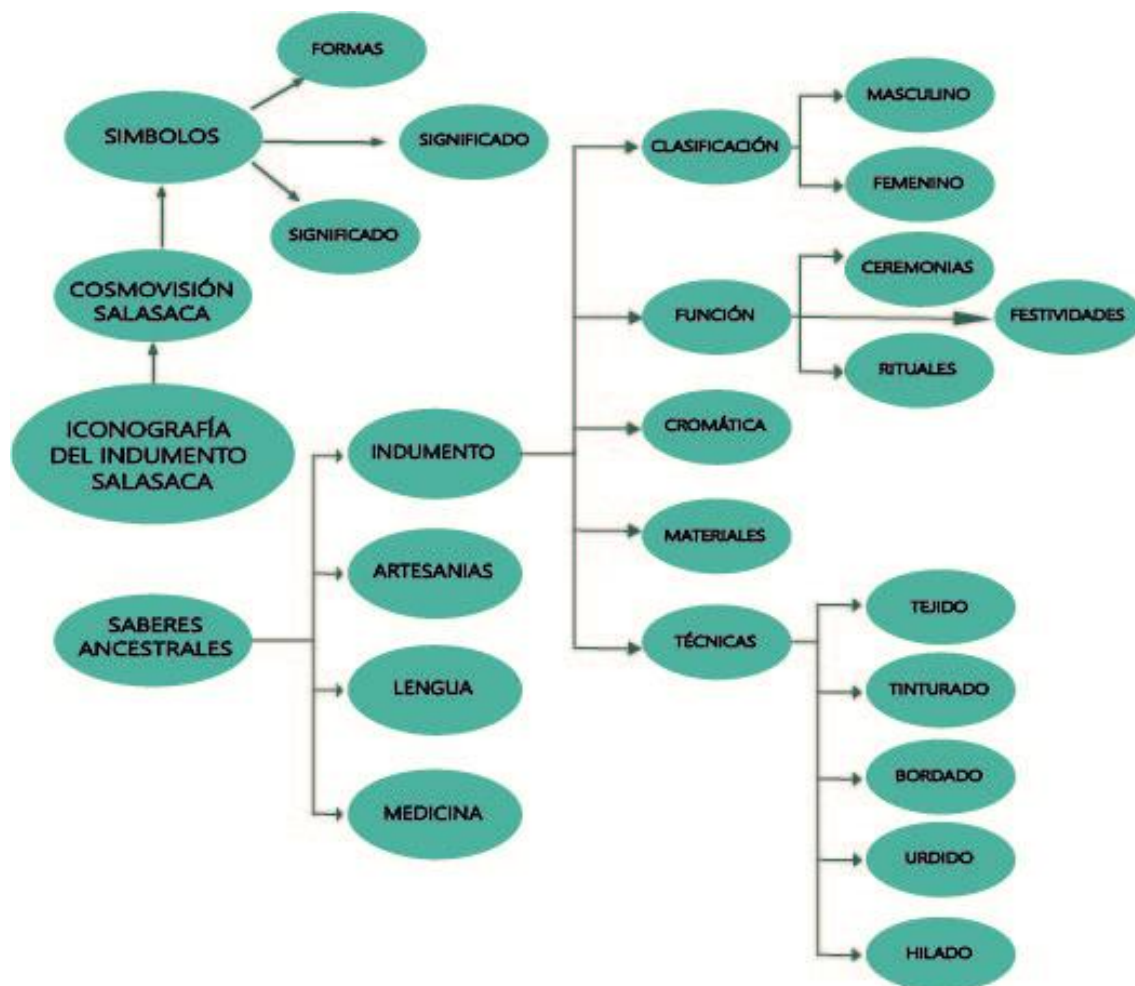 FORMAS
SIMBOLOS
SIGNIFICADO
SIGNIFICADO
COSMOVISIÓN
SALASACA
ICONOGRAFÍA
DEL INDUMENTO
SALASACA
SABERES
ANCESTRALES
INDUMENTO
ARTESANIAS
LENGUA
MEDICINA
CLASIFICACIÓN
MASCULINO
FEMENINO
FUNCIÓN
CEREMONIAS
FESTIVIDADES
RITUALES
CROMÁTICA
MATERIALES
TÉCNICAS
TEJIDO
TINTURADO
BORDADO
URDIDO
HILADO